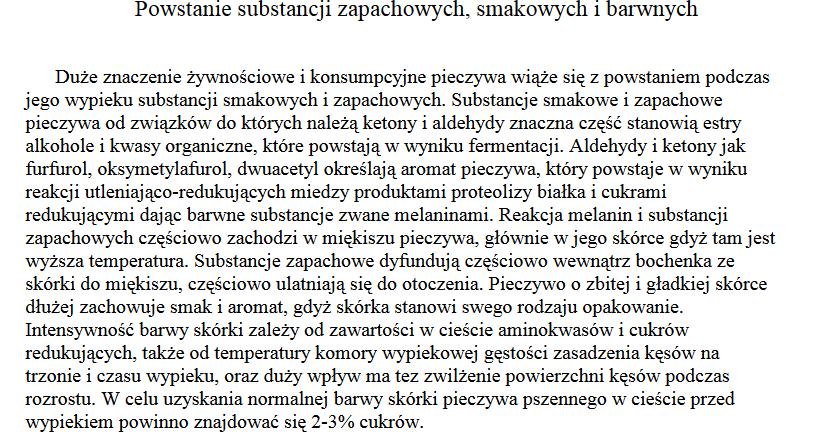 Powstanie substancji zapachowych, smakowych i barwnych
Duże znaczenie żywnościowe i konsumpcyjne pieczywa wiąże się z powstaniem podczas
jego wypieku substancji smakowych i zapachowych. Substancje smakowe i zapachowe
pieczywa od związków do których należą ketony i aldehydy znaczna część stanowią estry
alkohole i kwasy organiczne, które powstają w wyniku fermentacji. Aldehydy i ketony jak
furfurol, oksymetylafurol, dwuacetyl określają aromat pieczywa, który powstaje w wyniku
reakcji utleniająco-redukujących miedzy produktami proteolizy białka i cukrami
redukującymi dając barwne substancje zwane melaninami. Reakcja melanin i substancji
zapachowych częściowo zachodzi w miękiszu pieczywa, głównie w jego skórce gdyż tam jest
wyższa temperatura. Substancje zapachowe dyfundują częściowo wewnątrz bochenka ze
skórki do miękiszu, częściowo ulatniają się do otoczenia. Pieczywo o zbitej i gładkiej skórce
dłużej zachowuje smak i aromat, gdyż skórka stanowi swego rodzaju opakowanie.
Intensywność barwy skórki zależy od zawartości w cieście aminokwasów i cukrów
redukujących, także od temperatury komory wypiekowej gęstości zasadzenia kęsów na
trzonie i czasu wypieku, oraz duży wpływ ma tez zwilżenie powierzchni kęsów podczas
rozrostu. W celu uzyskania normalnej barwy skórki pieczywa pszennego w cieście przed
wypiekiem powinno znajdować się 2-3% cukrów.